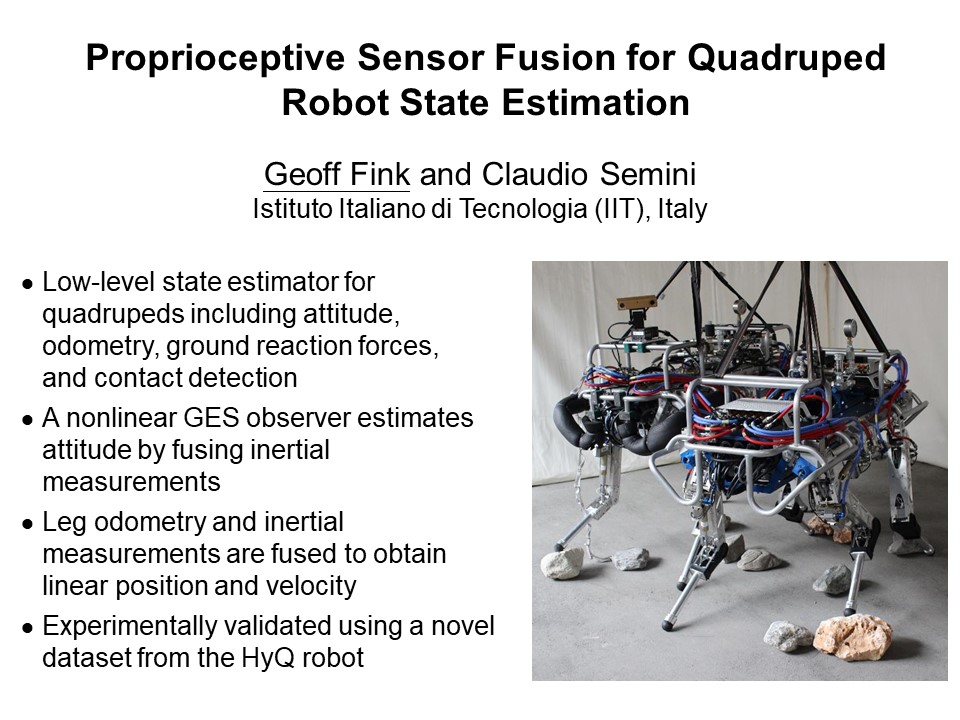 Proprioceptive Sensor Fusion for Quadruped
Robot State Estimation
Geoff Fink and Claudio Semini
Istituto Italiano di Tecnologia (IIT), Italy
• Low-level state estimator for
quadrupeds including attitude,
odometry, ground reaction forces,
and contact detection
• A nonlinear GES observer estimates
attitude by fusing inertial
measurements
• Leg odometry and inertial
measurements are fused to obtain
linear position and velocity
• Experimentally validated using a novel
dataset from the HyQ robot